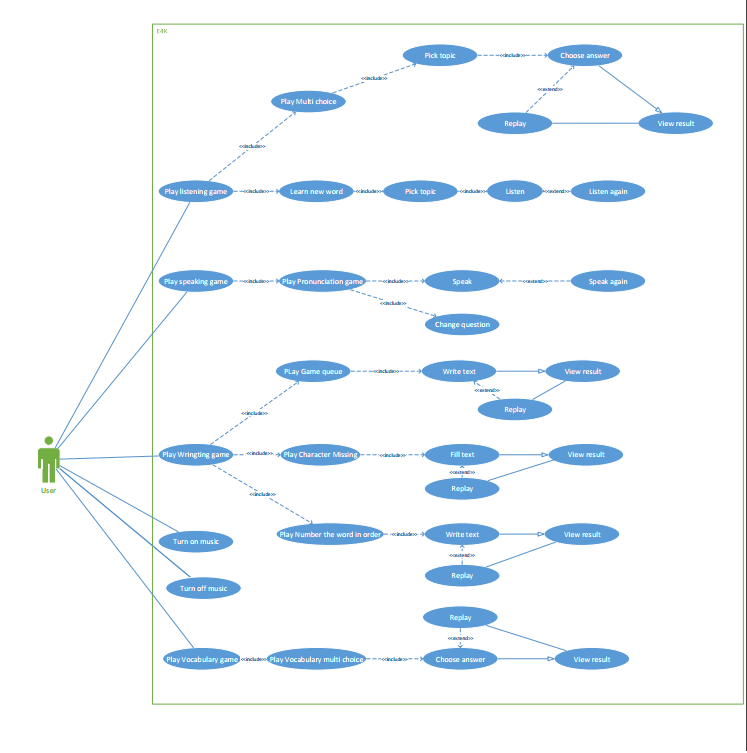 E4K
Pick topic
<<include>>
Choose answer
<<include>>
<<extend>>
Play Multi choice
Replay
View result
<<include>>
Play listening game
<<include>>
Learn new word
<<include>>
Pick topic
<<include>>
Listen
<<extend>>
Listen again
Play speaking game
<<include>>
Play Pronunciation game
<<include>>
Speak
<<extend>>
Speak again
<<include>>
Change question
PLay Game queue
<<include>>
Write text
View result
<<extend>>
<<include>>
Replay
Play Wringting game
<<include>>
Play Character Missing
<<include>>
Fill text
View result
<<extend>>
User
Replay
<<include>>
Turn on music
Play Number the word in order
<<include>>
Write text
View result
<<extend>>
Replay
Turn off music
Replay
<<extend>>
Play Vocabulary game
<<include>>
Play Vocabulary multi choice
<<include>>
Choose answer
View result